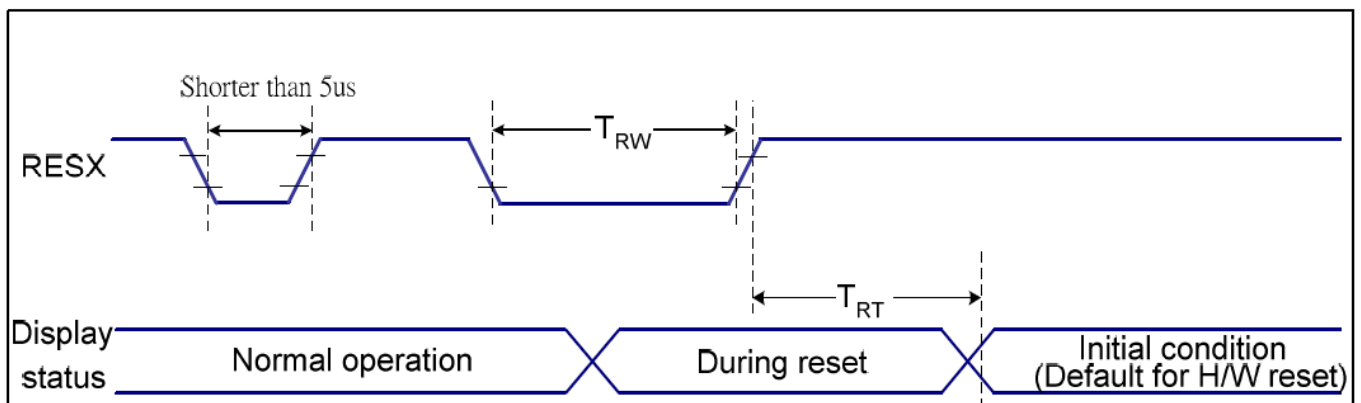 Shorter than 5us
RESX
TRW
TRT
Display status
Normal operation
During reset
Initial condition
(Default for H/W reset)